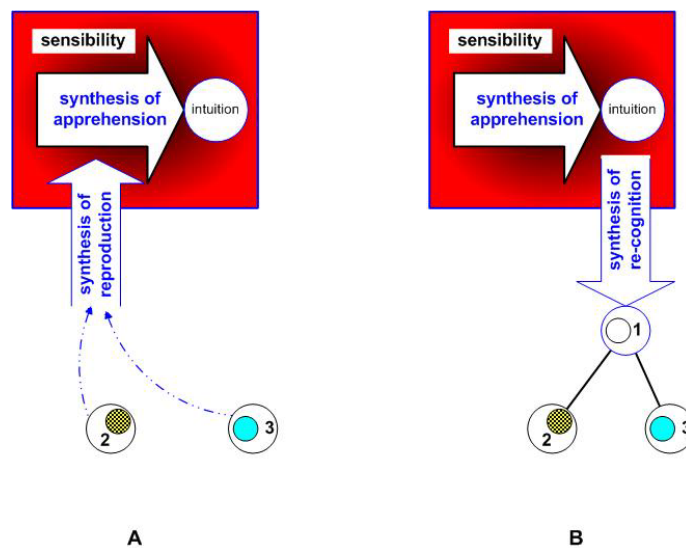 sensibility
synthesis of
apprehension
intuition
synthesis of
reproduction
2
3
A
sensibility
synthesis of
apprehension
intuition
synthesis of
re-cognition
1
2
3
B